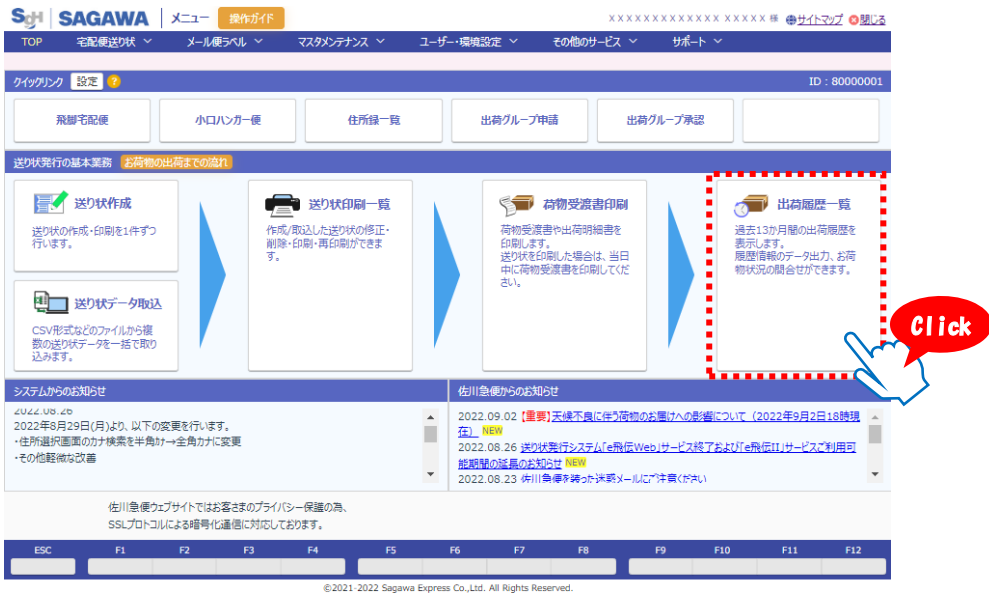 SGH SAGAWA メニュー 操作ガイド XXXXXXXXXXXXX XXXXX 様 サイトマップ 閉じる
TOP 宅配便送り状 メール便ラベル マスタメンテナンス ユーザー・環境設定 その他のサービス サポート
クイックリンク 設定 ? ID : 80000001
飛脚宅配便 小口ハンガー便 住所録一覧 出荷グループ申請 出荷グループ承認
送り状発行の基本業務 お荷物の出荷までの流れ
送り状作成
送り状の作成・印刷を1件ずつ
行います。
送り状データ取込
CSV形式などのファイルから複
数の送り状データを一括で取り
込みます。
送り状印刷一覧
作成/取込した送り状の修正・
削除・印刷・再印刷ができま
す。
荷物受渡書印刷
荷物受渡書や出荷明細書を
印刷します。
送り状を印刷した場合は、当日
中に荷物受渡書を印刷してくだ
さい。
出荷履歴一覧
過去13か月間の出荷履歴を
表示します。
履歴情報のデータ出力、お荷
物状況の問合せができます。
Click
システムからのお知らせ
2022.08.26
2022年8月29日(月)より、以下の
変更を行います。
・住所選択画面のカナ検索を半角ｶﾅ→全角カナに変更
・その他軽微な改善
佐川急便からのお知らせ
2022.09.02 【重要】天候不良に伴う荷物のお届けへの影響について（2022年9月2日18時現
在） NEW
2022.08.26 送り状発行システム「e飛伝Web」サービス終了および「e飛伝II」サービスご利用可
能期間の延長のお知らせ NEW
2022.08.23 佐川急便を装った迷惑メールにご注意ください
佐川急便ウェブサイトではお客さまのプライバシー保護の為、
SSLプロトコルによる暗号化通信に対応しております。
ESC F1 F2 F3 F4 F5 F6 F7 F8 F9 F10 F11 F12
©2021-2022 Sagawa Express Co.,Ltd. All Rights Reserved.